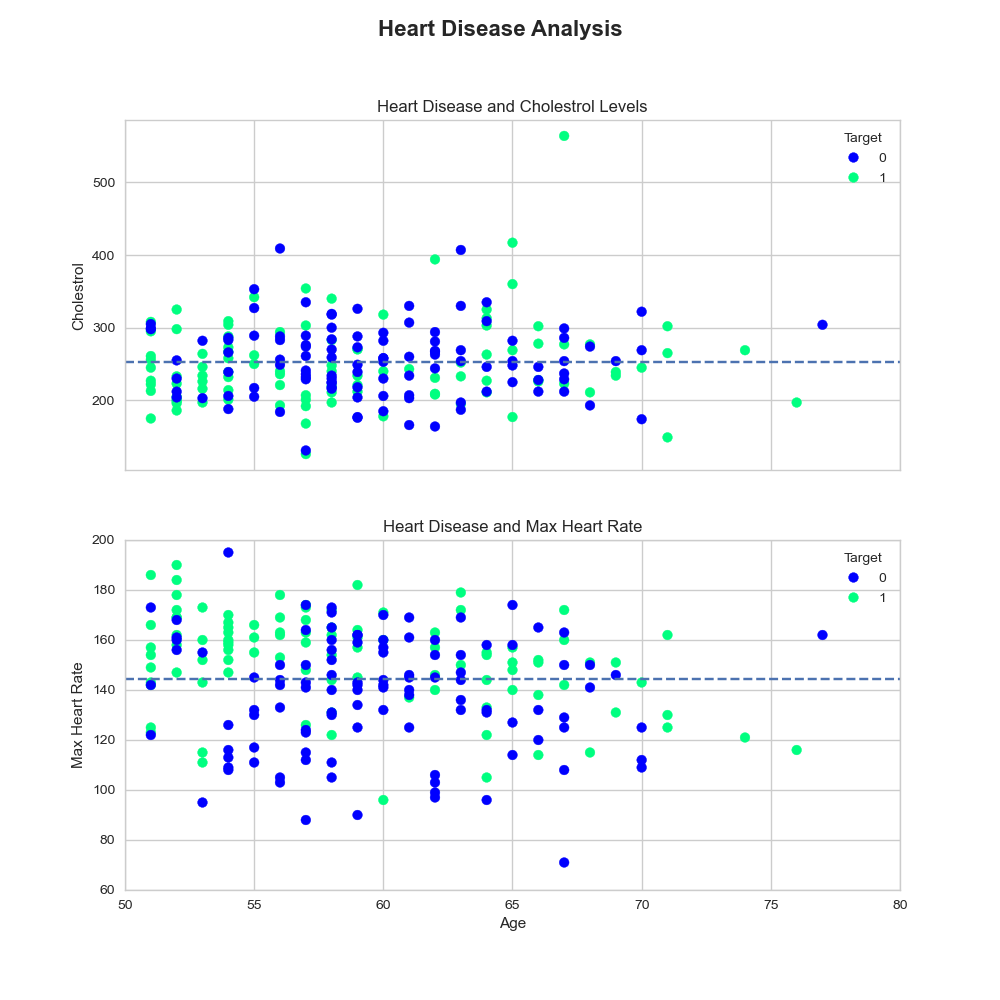 Heart Disease Analysis
Heart Disease and Cholestrol Levels
Target
0
1
500
400
300
200
Cholestrol
Heart Disease and Max Heart Rate
Target
0
1
200
180
160
140
120
100
80
60
Max Heart Rate
50 55 60 65 70 75 80
Age